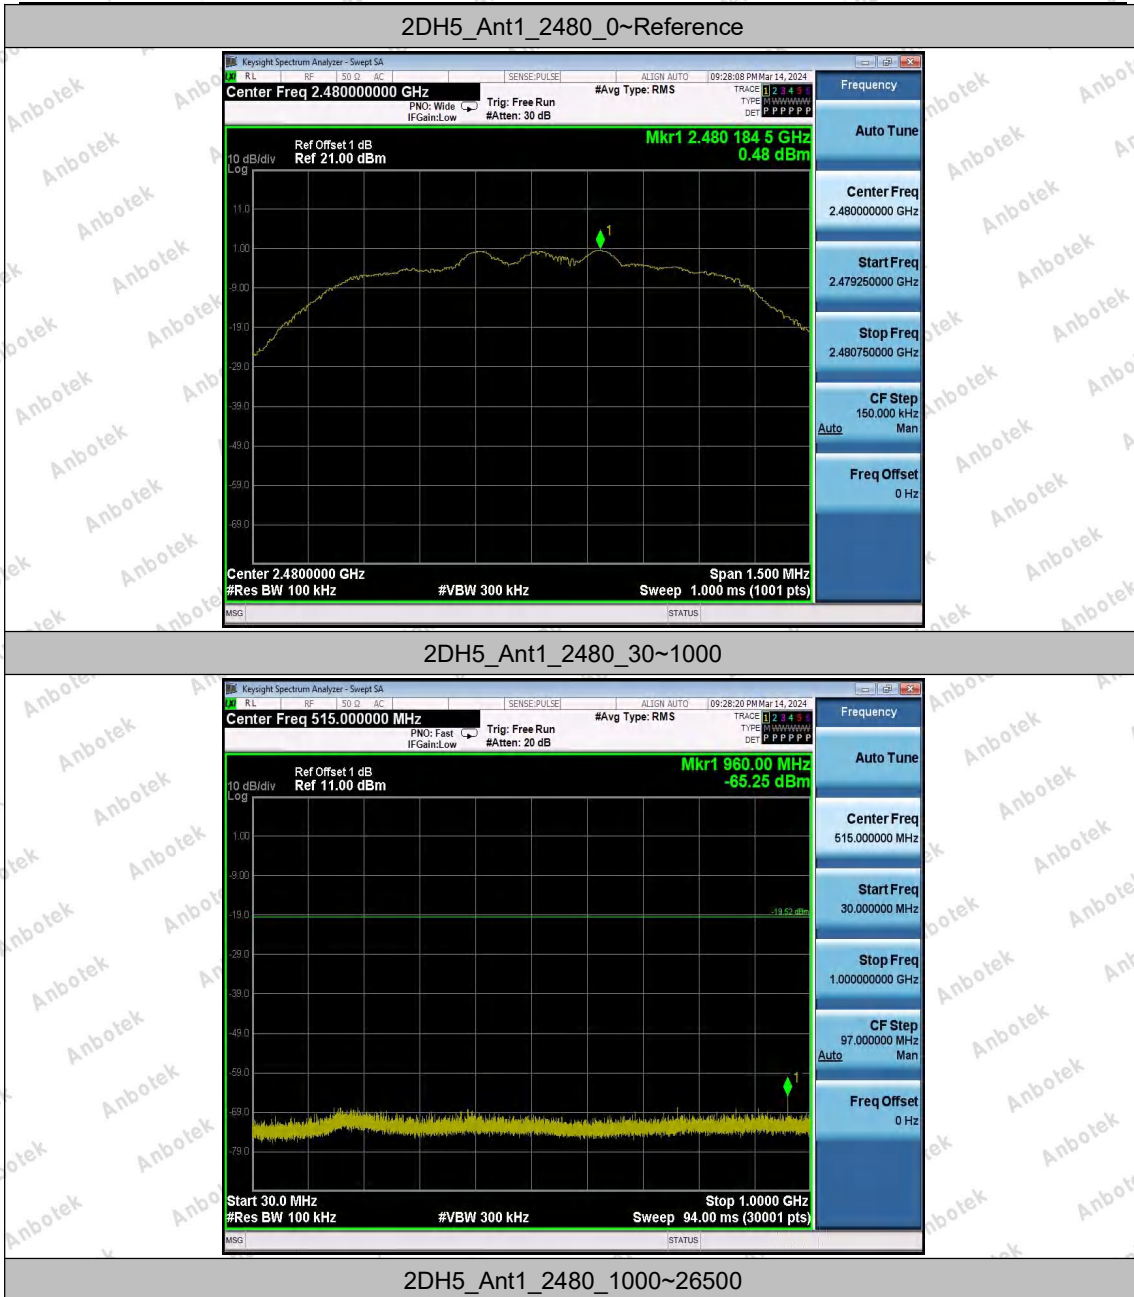 2DH5_Ant1_2480_0~Reference
Keysight Spectrum Analyzer - Swept SA
RL RF 50 Ω AC SENSE:PULSE ALIGN AUTO 09:28:08 PM Mar 14, 2024
Center Freq 2.480000000 GHz #Avg Type: RMS TRACE 1 2 3 4 5 6
PNO: Wide Trig: Free Run TYPE M WWWWW
IFGain:Low #Atten: 30 dB DET P P P P P P
Mkr1 2.480 184 5 GHz
0.48 dBm
Ref Offset 1 dB
10 dB/div Ref 21.00 dBm
Log
11.0
1
1.00
-9.00
-19.0
-29.0
-39.0
-49.0
-59.0
-69.0
Center 2.4800000 GHz Span 1.500 MHz
#Res BW 100 kHz #VBW 300 kHz Sweep 1.000 ms (1001 pts)
MSG STATUS
Frequency
Auto Tune
Center Freq
2.480000000 GHz
Start Freq
2.479250000 GHz
Stop Freq
2.480750000 GHz
CF Step
150.000 kHz
Auto Man
Freq Offset
0 Hz
2DH5_Ant1_2480_30~1000
Keysight Spectrum Analyzer - Swept SA
RL RF 50 Ω AC SENSE:PULSE ALIGN AUTO 09:28:20 PM Mar 14, 2024
Center Freq 515.000000 MHz #Avg Type: RMS TRACE 1 2 3 4 5 6
PNO: Fast Trig: Free Run TYPE M WWWWW
IFGain:Low #Atten: 20 dB DET P P P P P P
Mkr1 960.00 MHz
-65.25 dBm
Ref Offset 1 dB
10 dB/div Ref 11.00 dBm
Log
1.00
-9.00
-19.0 -19.52 dBm
-29.0
-39.0
-49.0
-59.0
1
-69.0
-79.0
Start 30.0 MHz Stop 1.0000 GHz
#Res BW 100 kHz #VBW 300 kHz Sweep 94.00 ms (30001 pts)
MSG STATUS
Frequency
Auto Tune
Center Freq
515.000000 MHz
Start Freq
30.000000 MHz
Stop Freq
1.000000000 GHz
CF Step
97.000000 MHz
Auto Man
Freq Offset
0 Hz
2DH5_Ant1_2480_1000~26500
Anbotek